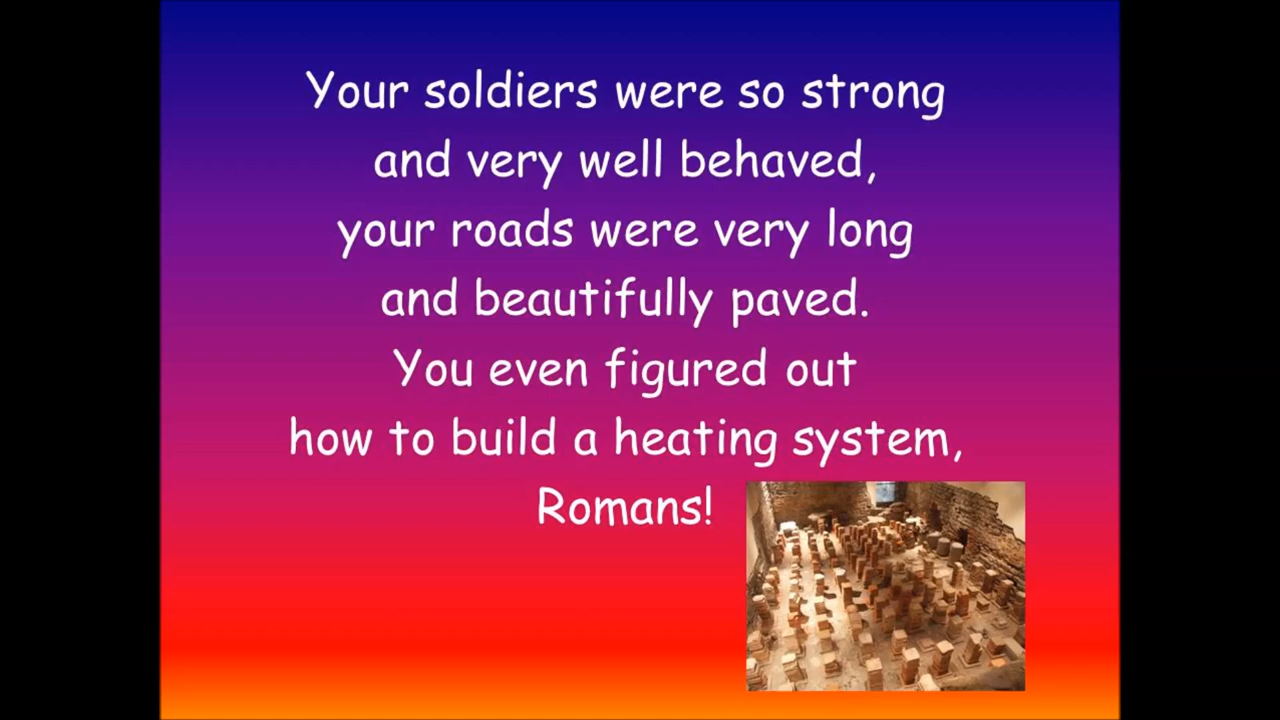 Your soldiers were so strong
and very well behaved,
your roads were very long
and beautifully paved.
You even figured out
how to build a heating system,
Romans!